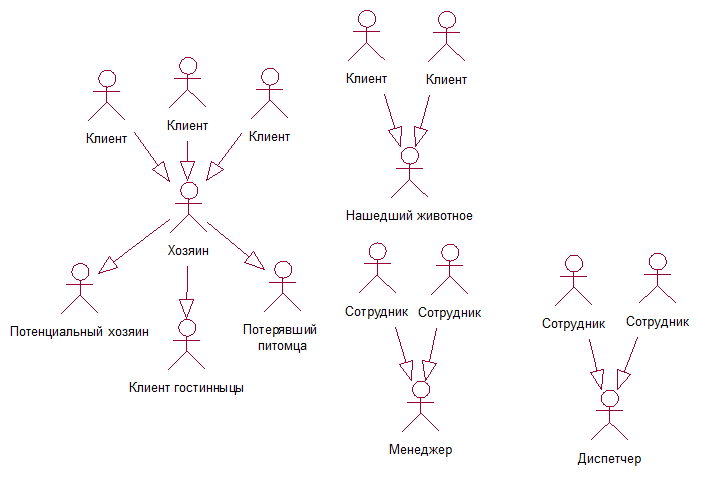 Клиент
Клиент
Клиент
Клиент
Клиент
Хозяин
Нашедший животное
Потенциальный хозяин
Потерявший
питомца
Клиент гостинныцы
Сотрудник
Сотрудник
Менеджер
Сотрудник
Сотрудник
Диспетчер